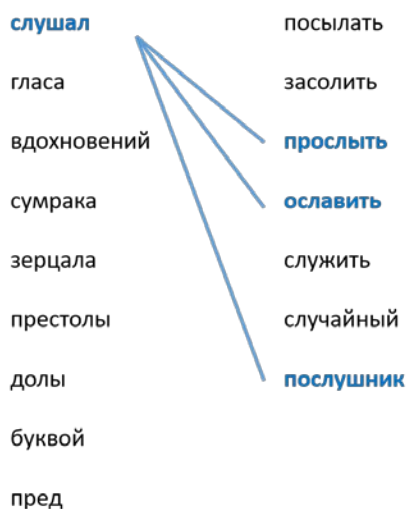 слушал
гласа
вдохновений
сумрака
зерцала
престолы
долы
буквой
пред
посылать
засолить
прослыть
ославить
служить
случайный
послушник